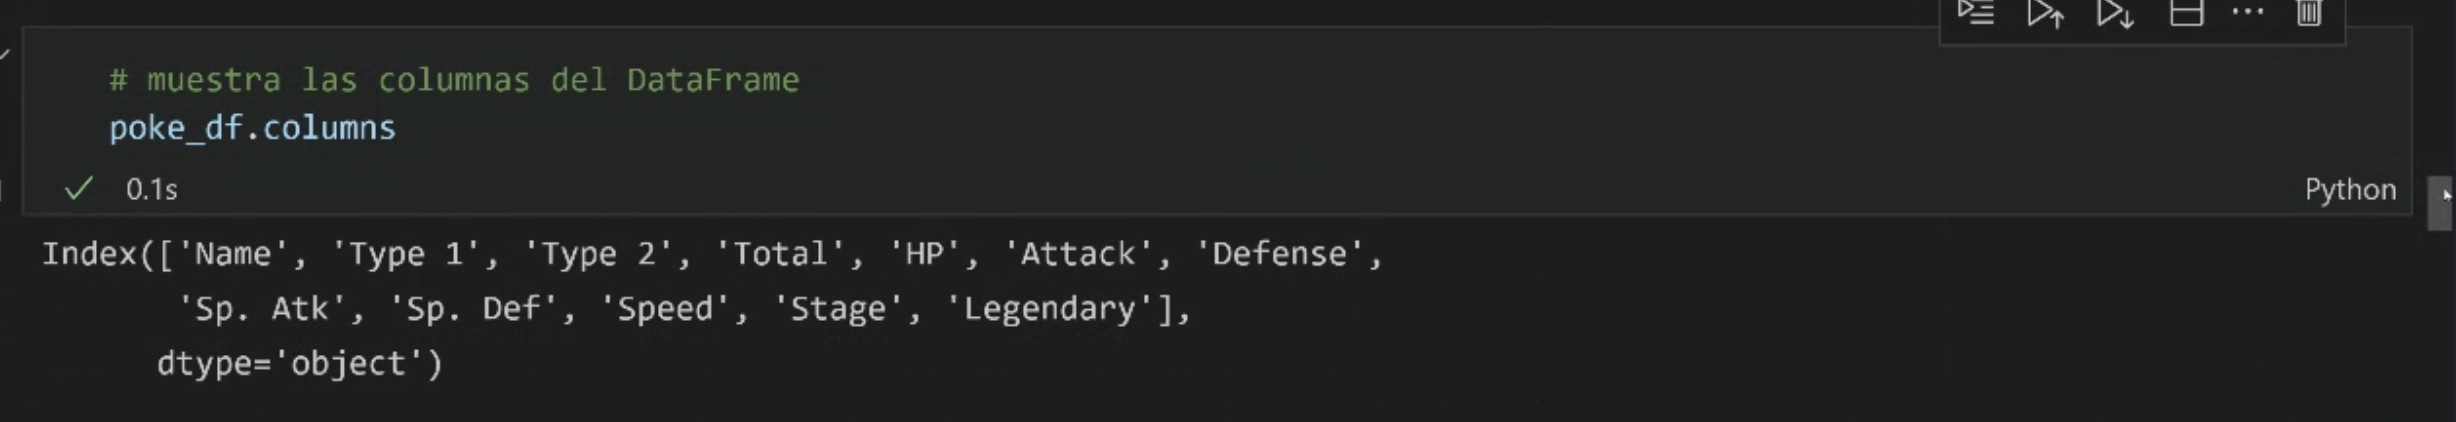 # muestra las columnas del DataFrame
poke_df.columns
0.1s
Python
Index(['Name', 'Type 1', 'Type 2', 'Total', 'HP', 'Attack', 'Defense',
'Sp. Atk', 'Sp. Def', 'Speed', 'Stage', 'Legendary'],
dtype='object')